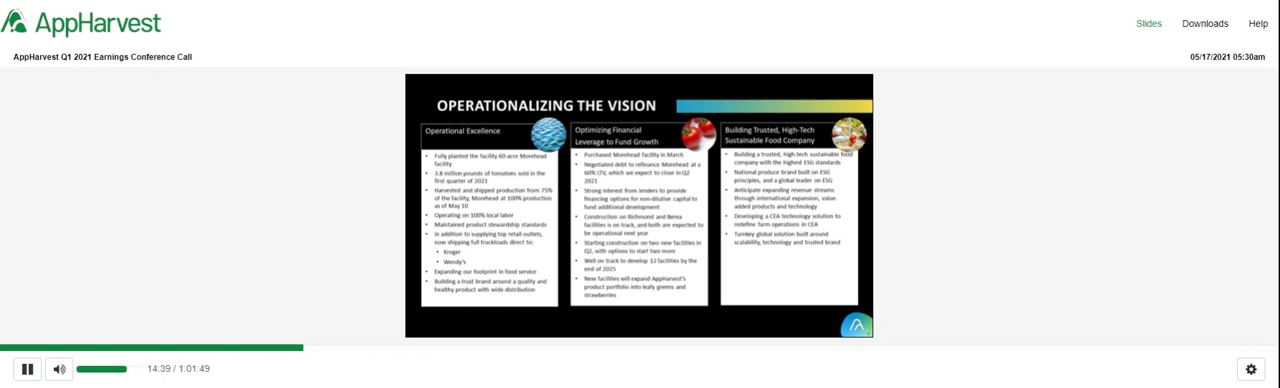 AppHarvest
Slides
Downloads
Help
AppHarvest Q1 2021 Earnings Conference Call
05/17/2021 05:30am
OPERATIONALIZING THE VISION
Operational Excellence
• Fully planted the facility 60-acre Morehead
facility
• 3.8 million pounds of tomatoes sold in the
first quarter of 2021
• Harvested and shipped production from 75%
of the facility, Morehead at 100% production
as of May 10
• Operating on 100% local labor
• Maintained product stewardship standards
• In addition to supplying top retail outlets,
now shipping full truckloads direct to:
• Kroger
• Wendy's
• Expanding our footprint in food service
• Building a trust brand around a quality and
healthy product with wide distribution
Optimizing Financial
Leverage to Fund Growth
• Purchased Morehead facility in March
• Negotiated debt to refinance Morehead at a
60% LTV, which we expect to close in Q2
2021
• Strong interest from lenders to provide
financing options for non-dilutive capital to
fund additional development
• Construction on Richmond and Berea
facilities is on track, and both are expected to
be operational next year
• Starting construction on two new facilities in
Q2, with options to start two more
• Well on track to develop 12 facilities by the
end of 2025
• New facilities will expand AppHarvest's
product portfolio into leafy greens and
strawberries
Building Trusted, High-Tech
Sustainable Food Company
• Building a trusted, high-tech sustainable food
company with the highest ESG standards
• National produce brand built on ESG
principles, and a global leader on ESG
• Anticipate expanding revenue streams
through international expansion, value-
added products and technology
• Developing a CEA technology solution to
redefine farm operations in CEA
• Turnkey global solution built around
scalability, technology and trusted brand
14:39 / 1:01:49